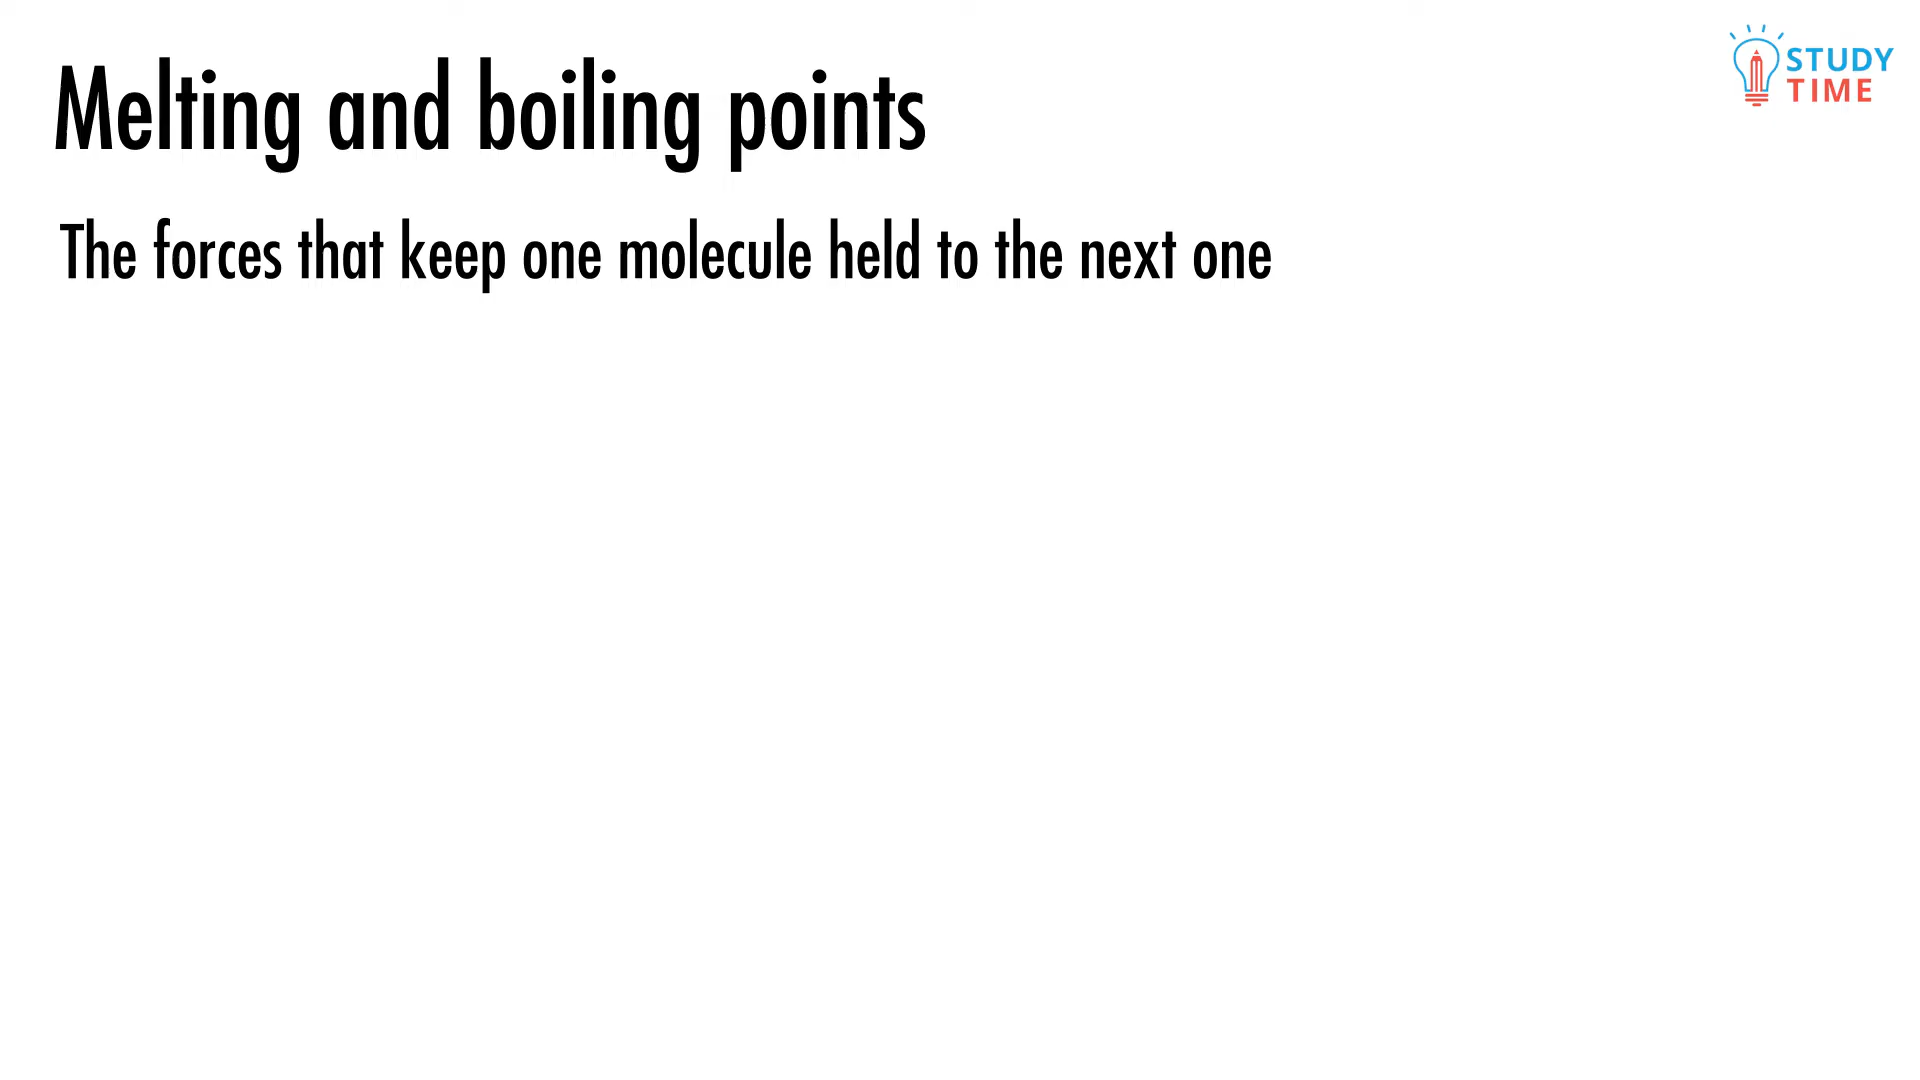 STUDY
TIME
Melting and boiling points
The forces that keep one molecule held to the next one